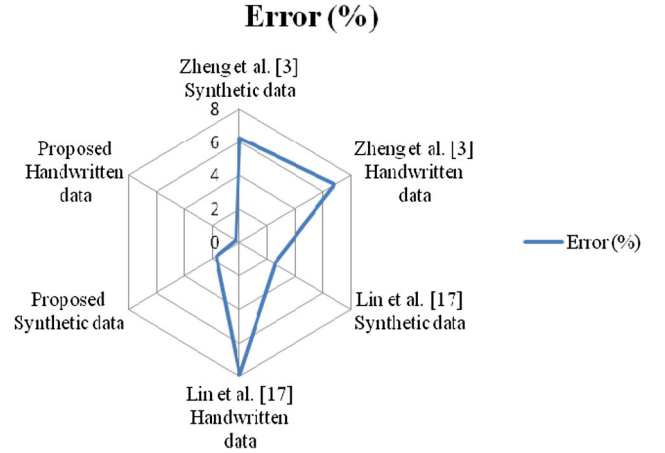 Error (%)
Zheng et al. [3]
Synthetic data
8
6
4
2
0
Zheng et al. [3]
Handwritten
data
Lin et al. [17]
Synthetic data
Lin et al. [17]
Handwritten
data
Proposed
Synthetic data
Proposed
Handwritten
data
Error (%)